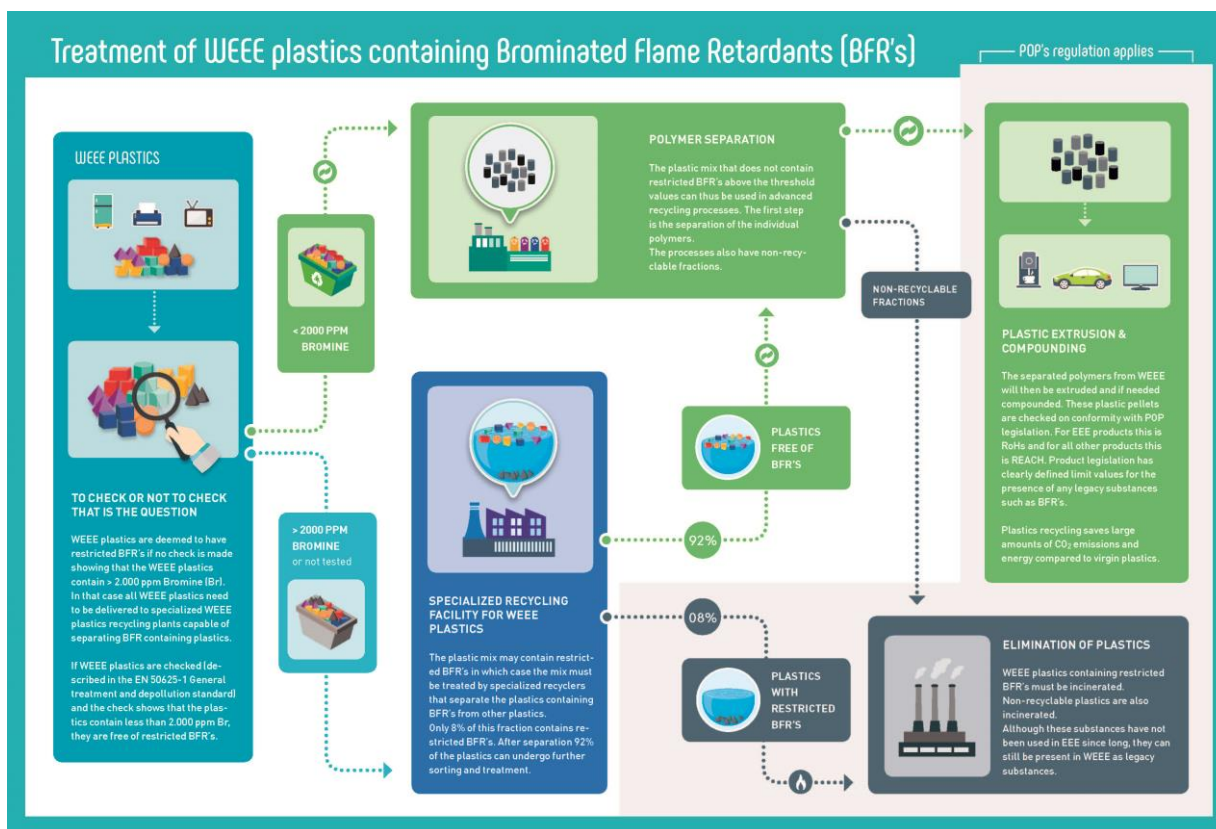 Treatment of WEEE plastics containing Brominated Flame Retardants (BFR's)
POP's regulation applies
WEEE PLASTICS
TO CHECK OR NOT TO CHECK
THAT IS THE QUESTION
WEEE plastics are deemed to have
restricted BFR's if no check is made
showing that the WEEE plastics
contain > 2.000 ppm Bromine (Br).
In that case all WEEE plastics need
to be delivered to specialized WEEE
plastics recycling plants capable of
separating BFR containing plastics.
If WEEE plastics are checked (de-
scribed in the EN 50625-1 General
treatment and depollution standard)
and the check shows that the plas-
tics contain less than 2.000 ppm Br,
they are free of restricted BFR's.
< 2000 PPM
BROMINE
> 2000 PPM
BROMINE
or not tested
POLYMER SEPARATION
The plastic mix that does not contain
restricted BFR's above the threshold
values can thus be used in advanced
recycling processes. The first step
is the separation of the individual
polymers.
The processes also have non-recy-
clable fractions.
SPECIALIZED RECYCLING
FACILITY FOR WEEE
PLASTICS
The plastic mix may contain restrict-
ed BFR's in which case the mix must
be treated by specialized recyclers
that separate the plastics containing
BFR's from other plastics.
Only 8% of this fraction contains re-
stricted BFR's. After separation 92%
of the plastics can undergo further
sorting and treatment.
PLASTICS
FREE OF
BFR'S
92%
08%
PLASTICS
WITH
RESTRICTED
BFR'S
NON-RECYCLABLE
FRACTIONS
PLASTIC EXTRUSION &
COMPOUNDING
The separated polymers from WEEE
will then be extruded and if needed
compounded. These plastic pellets
are checked on conformity with POP
legislation. For EEE products this is
RoHs and for all other products this
is REACH. Product legislation has
clearly defined limit values for the
presence of any legacy substances
such as BFR's.
Plastics recycling saves large
amounts of CO₂ emissions and
energy compared to virgin plastics.
ELIMINATION OF PLASTICS
WEEE plastics containing restricted
BFR's must be incinerated.
Non-recyclable plastics are also
incinerated.
Although these substances have not
been used in EEE since long, they can
still be present in WEEE as legacy
substances.